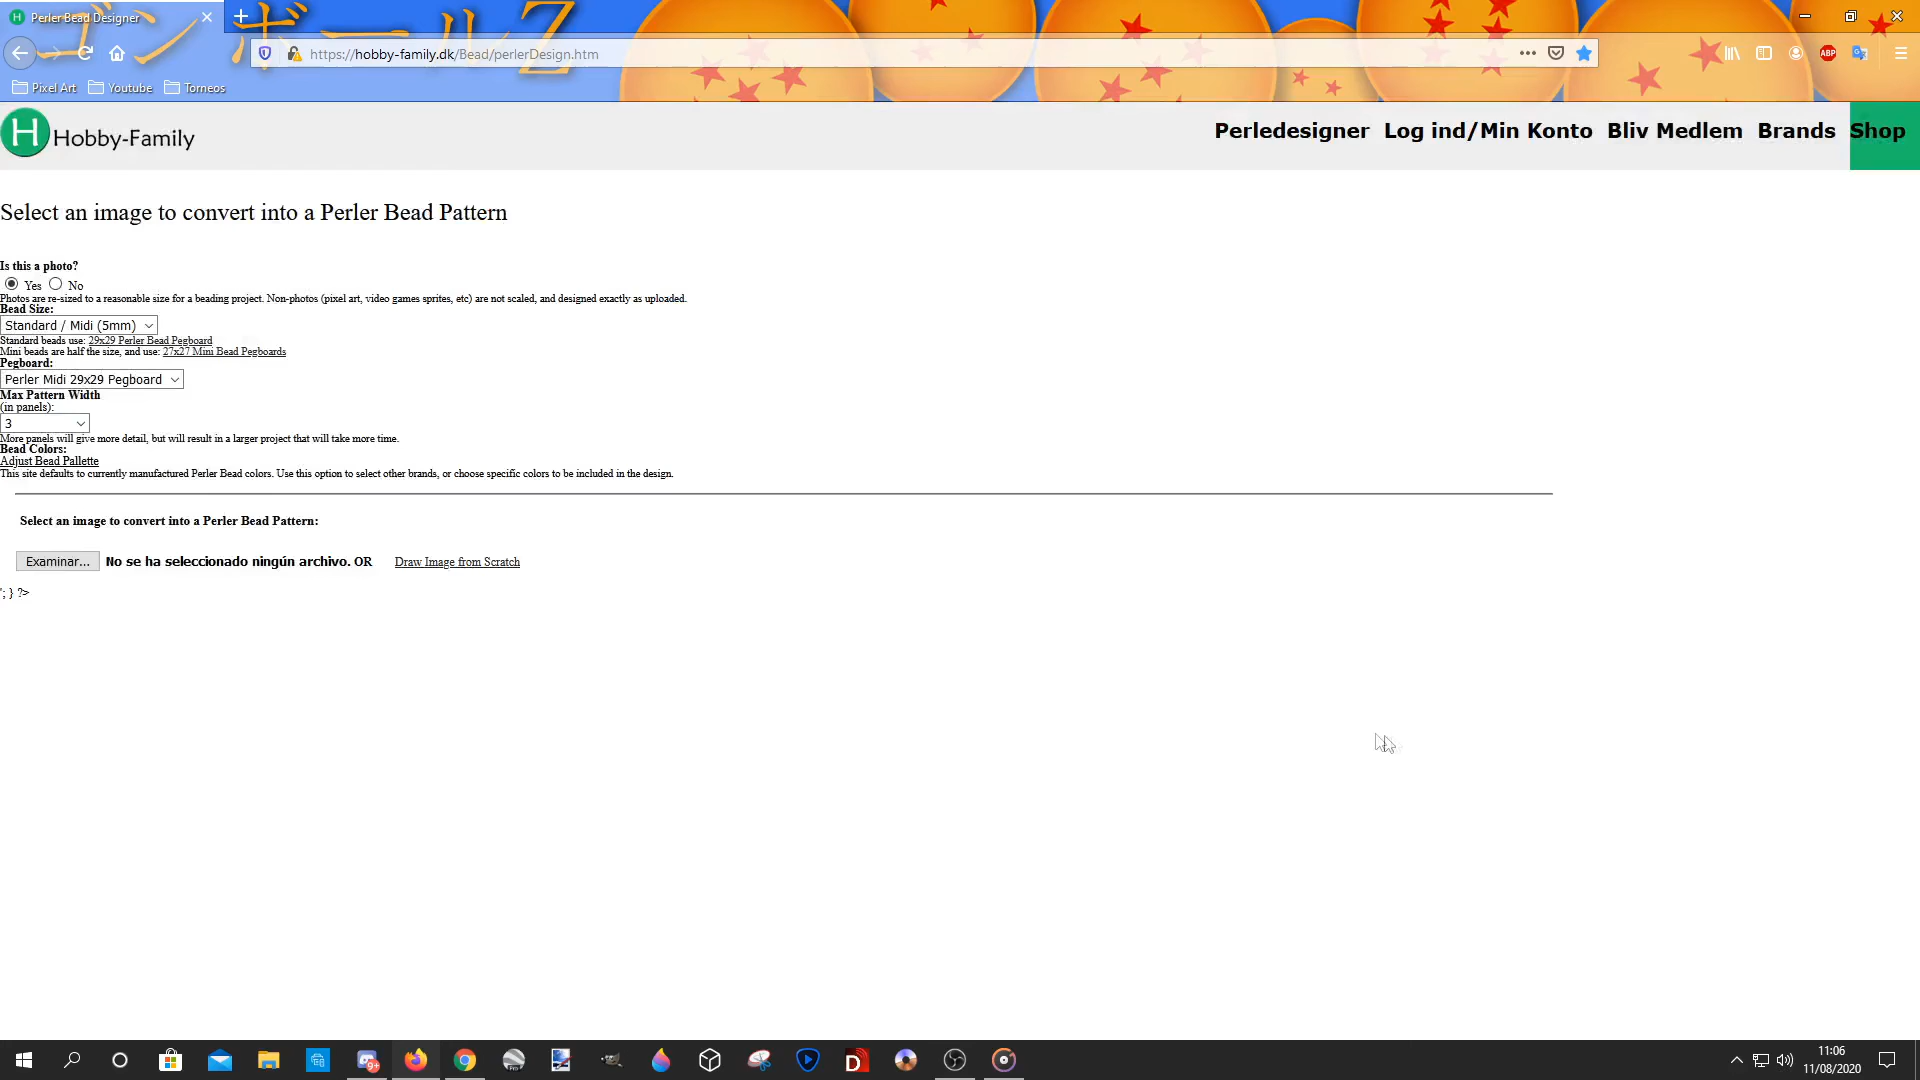 Perler Bead Designer
https://hobby-family.dk/Bead/perlerDesign.htm
ABP
Pixel Art Youtube Torneos
H Hobby-Family
Perledesigner Log ind/Min Konto Bliv Medlem Brands Shop
Select an image to convert into a Perler Bead Pattern
Is this a photo?
Yes No
Photos are re-sized to a reasonable size for a beading project. Non-photos (pixel art, video games sprites, etc) are not scaled, and designed exactly as uploaded.
Bead Size:
Standard / Midi (5mm)
Standard beads use: 29x29 Perler Bead Pegboard
Mini beads are half the size, and use: 27x27 Mini Bead Pegboards
Pegboard:
Perler Midi 29x29 Pegboard
Max Pattern Width
(in panels):
3
More panels will give more detail, but will result in a larger project that will take more time.
Bead Colors:
Adjust Bead Pallette
This site defaults to currently manufactured Perler Bead colors. Use this option to select other brands, or choose specific colors to be included in the design.
Select an image to convert into a Perler Bead Pattern:
Examinar... No se ha seleccionado ningún archivo. OR Draw Image from Scratch
'; } ?>
9+
11:06
11/08/2020